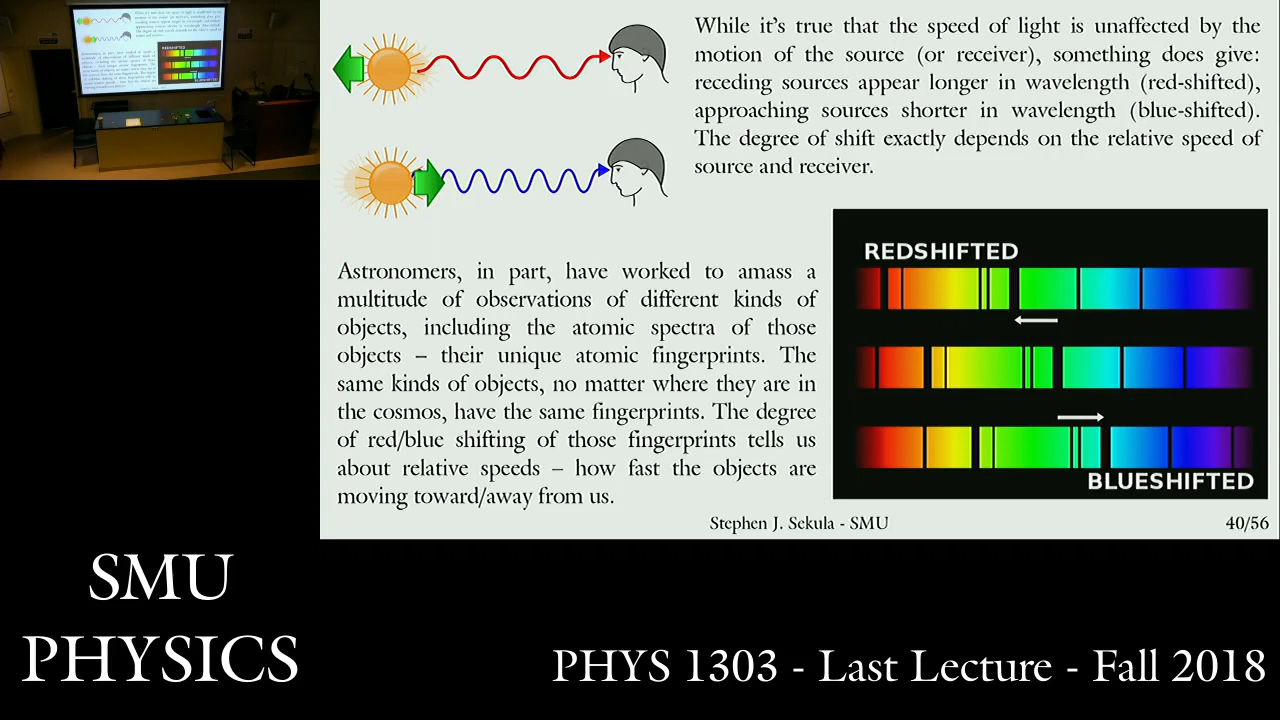 While it’s true that the speed of light is unaffected by the
motion of the source (or receiver), something does give:
receding sources appear longer in wavelength (red-shifted),
approaching sources shorter in wavelength (blue-shifted).
The degree of shift exactly depends on the relative speed of
source and receiver.
Astronomers, in part, have worked to amass a
multitude of observations of different kinds of
objects, including the atomic spectra of those
objects – their unique atomic fingerprints. The
same kinds of objects, no matter where they are in
the cosmos, have the same fingerprints. The degree
of red/blue shifting of those fingerprints tells us
about relative speeds – how fast the objects are
moving toward/away from us.
REDSHIFTED
BLUESHIFTED
Stephen J. Sekula - SMU
40/56
SMU
PHYSICS
PHYS 1303 - Last Lecture - Fall 2018